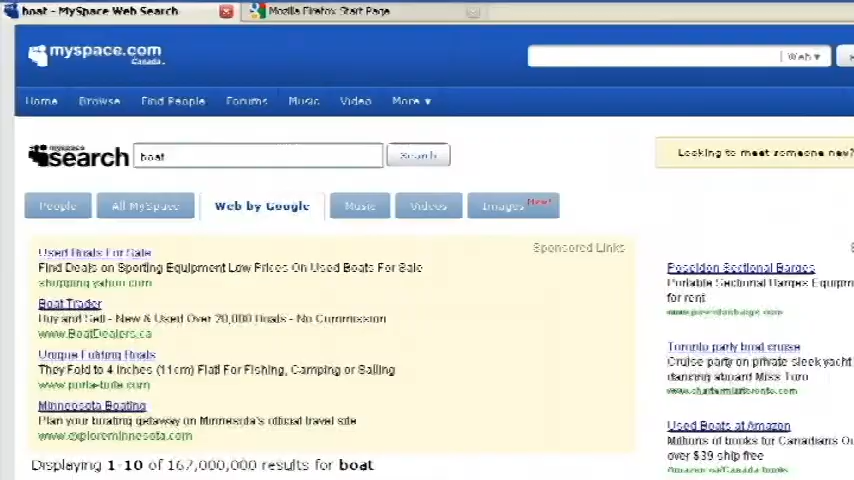 boat - MySpace Web Search
Mozilla Firefox Start Page
myspace.com
Canada
Web ▾
Home Browse Find People Forums Music Video More ▾
myspace
search boat Search
Looking to meet someone new?
People All MySpace Web by Google Music Videos Images New!
Sponsored Links
Used Boats For Sale
Find Deals on Sporting Equipment Low Prices On Used Boats For Sale
shopping.yahoo.com
Boat Trader
Buy and Sell - New & Used Over 20,000 Boats - No Commission
www.BoatDealers.ca
Unique Folding Boats
They Fold to 4 inches (11cm) Flat! For Fishing, Camping or Sailing
www.porta-bote.com
Minnesota Boating
Plan your boating getaway on Minnesota's official travel site
www.exploreminnesota.com
Displaying 1-10 of 167,000,000 results for boat
Poseidon Sectional Barges
Portable Sectional Barges Equipm
for rent
Toronto party boat cruise
Cruise party on private sleek yacht
dancing aboard Miss Toro
www.chartermisstoronto.com
Used Boats at Amazon
Millions of books for Canadians O
over $39 ship free
Amazon.ca/Canada-books